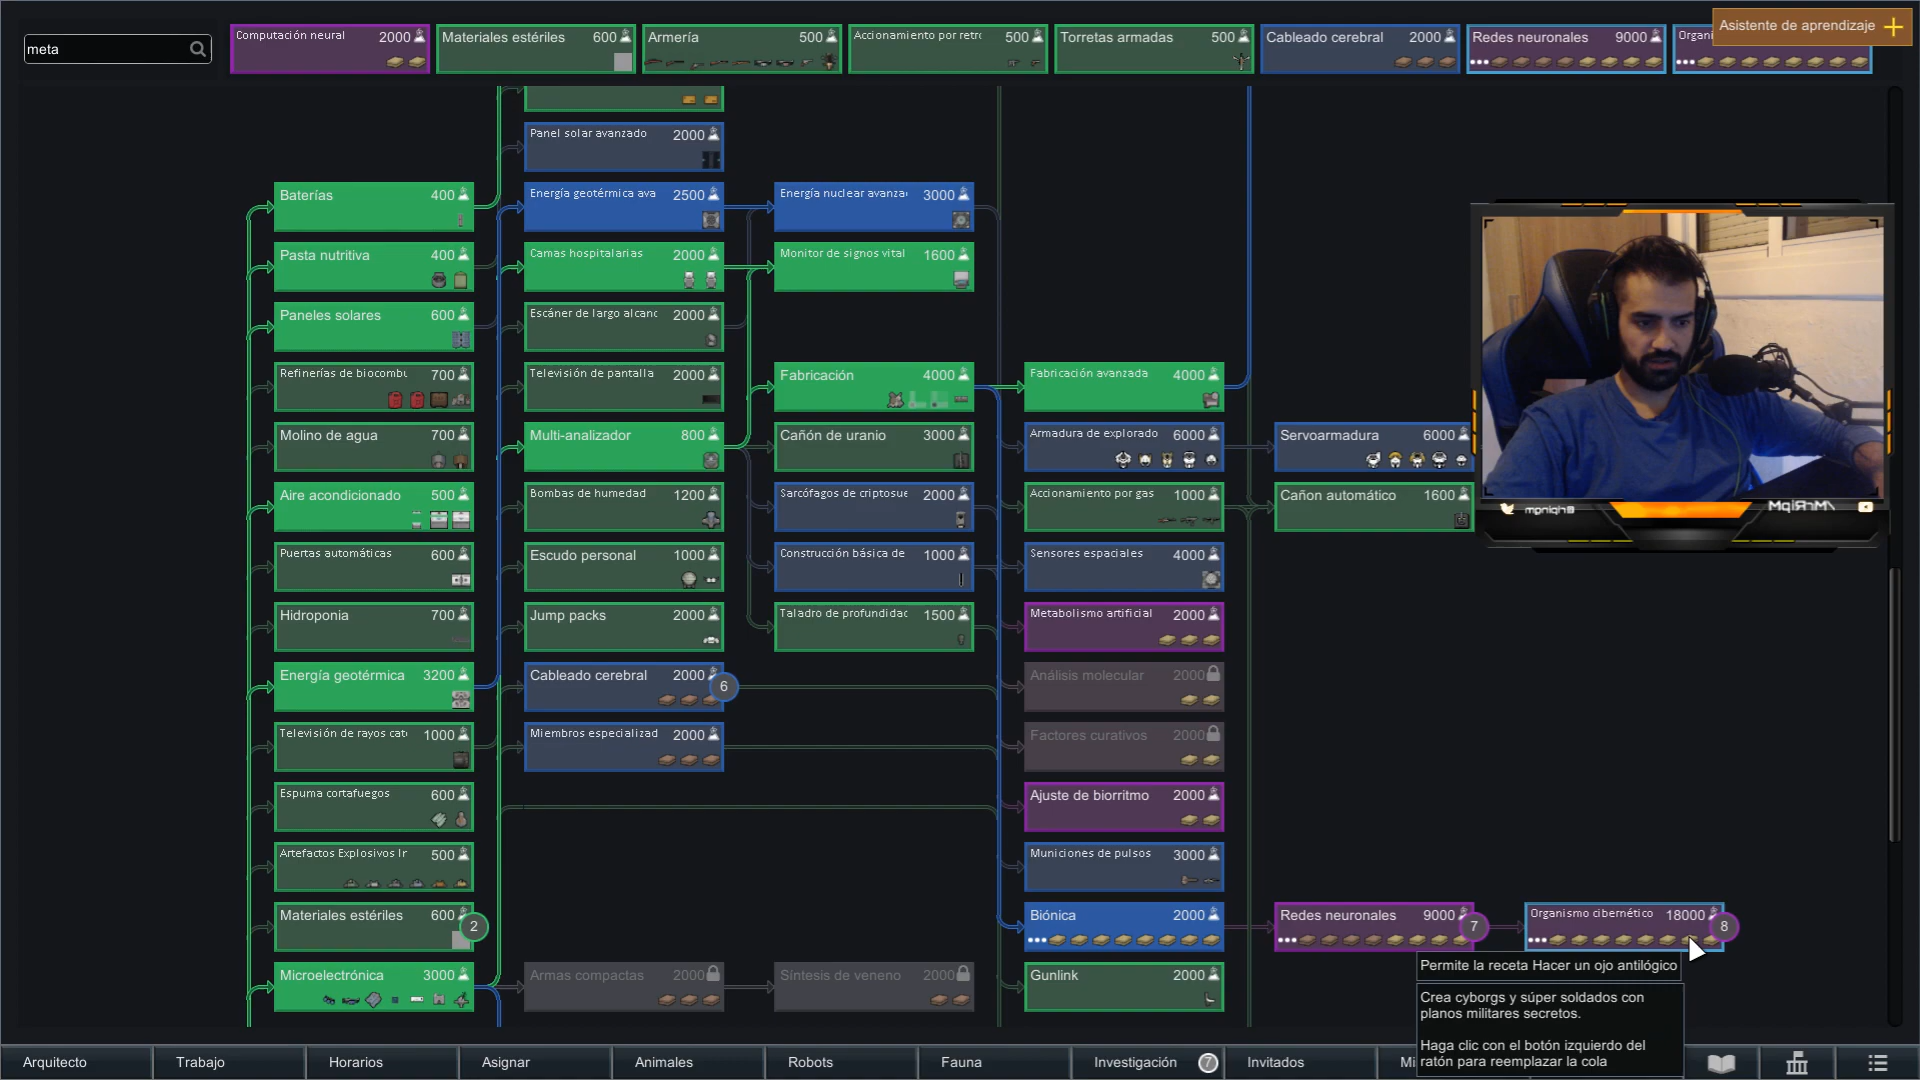 meta
Computación neural 2000
Materiales estériles 600
Armería 500
Accionamiento por retro 500
Torretas armadas 500
Cableado cerebral 2000
Redes neuronales 9000
Asistente de aprendizaje
Panel solar avanzado 2000
Baterías 400
Energía geotérmica ava 2500
Energía nuclear avanza 3000
Pasta nutritiva 400
Camas hospitalarias 2000
Monitor de signos vital 1600
Paneles solares 600
Escáner de largo alcanc 2000
Refinerías de biocombu 700
Televisión de pantalla 2000
Fabricación 4000
Fabricación avanzada 4000
Molino de agua 700
Multi-analizador 800
Cañón de uranio 3000
Armadura de explorado 6000
Servoarmadura 6000
Aire acondicionado 500
Bombas de humedad 1200
Sarcófagos de criptosue 2000
Accionamiento por gas 1000
Cañon automático 1600
Puertas automáticas 600
Escudo personal 1000
Construcción básica de 1000
Sensores espaciales 4000
Hidroponia 700
Jump packs 2000
Taladro de profundidad 1500
Metabolismo artificial 2000
Energía geotérmica 3200
Cableado cerebral 2000
6
Análisis molecular 2000
Televisión de rayos cato 1000
Miembros especializad 2000
Factores curativos 2000
Espuma cortafuegos 600
Ajuste de biorritmo 2000
Artefactos Explosivos Ir 500
Municiones de pulsos 3000
Materiales estériles 600
2
Biónica 2000
Redes neuronales 9000
7
Organismo cibernético 18000
8
Microelectrónica 3000
Armas compactas 2000
Síntesis de veneno 2000
Gunlink 2000
Permite la receta Hacer un ojo antilógico
Crea cyborgs y súper soldados con
planos militares secretos.
Haga clic con el botón izquierdo del
ratón para reemplazar la cola
Arquitecto
Trabajo
Horarios
Asignar
Animales
Robots
Fauna
Investigación 7
Invitados